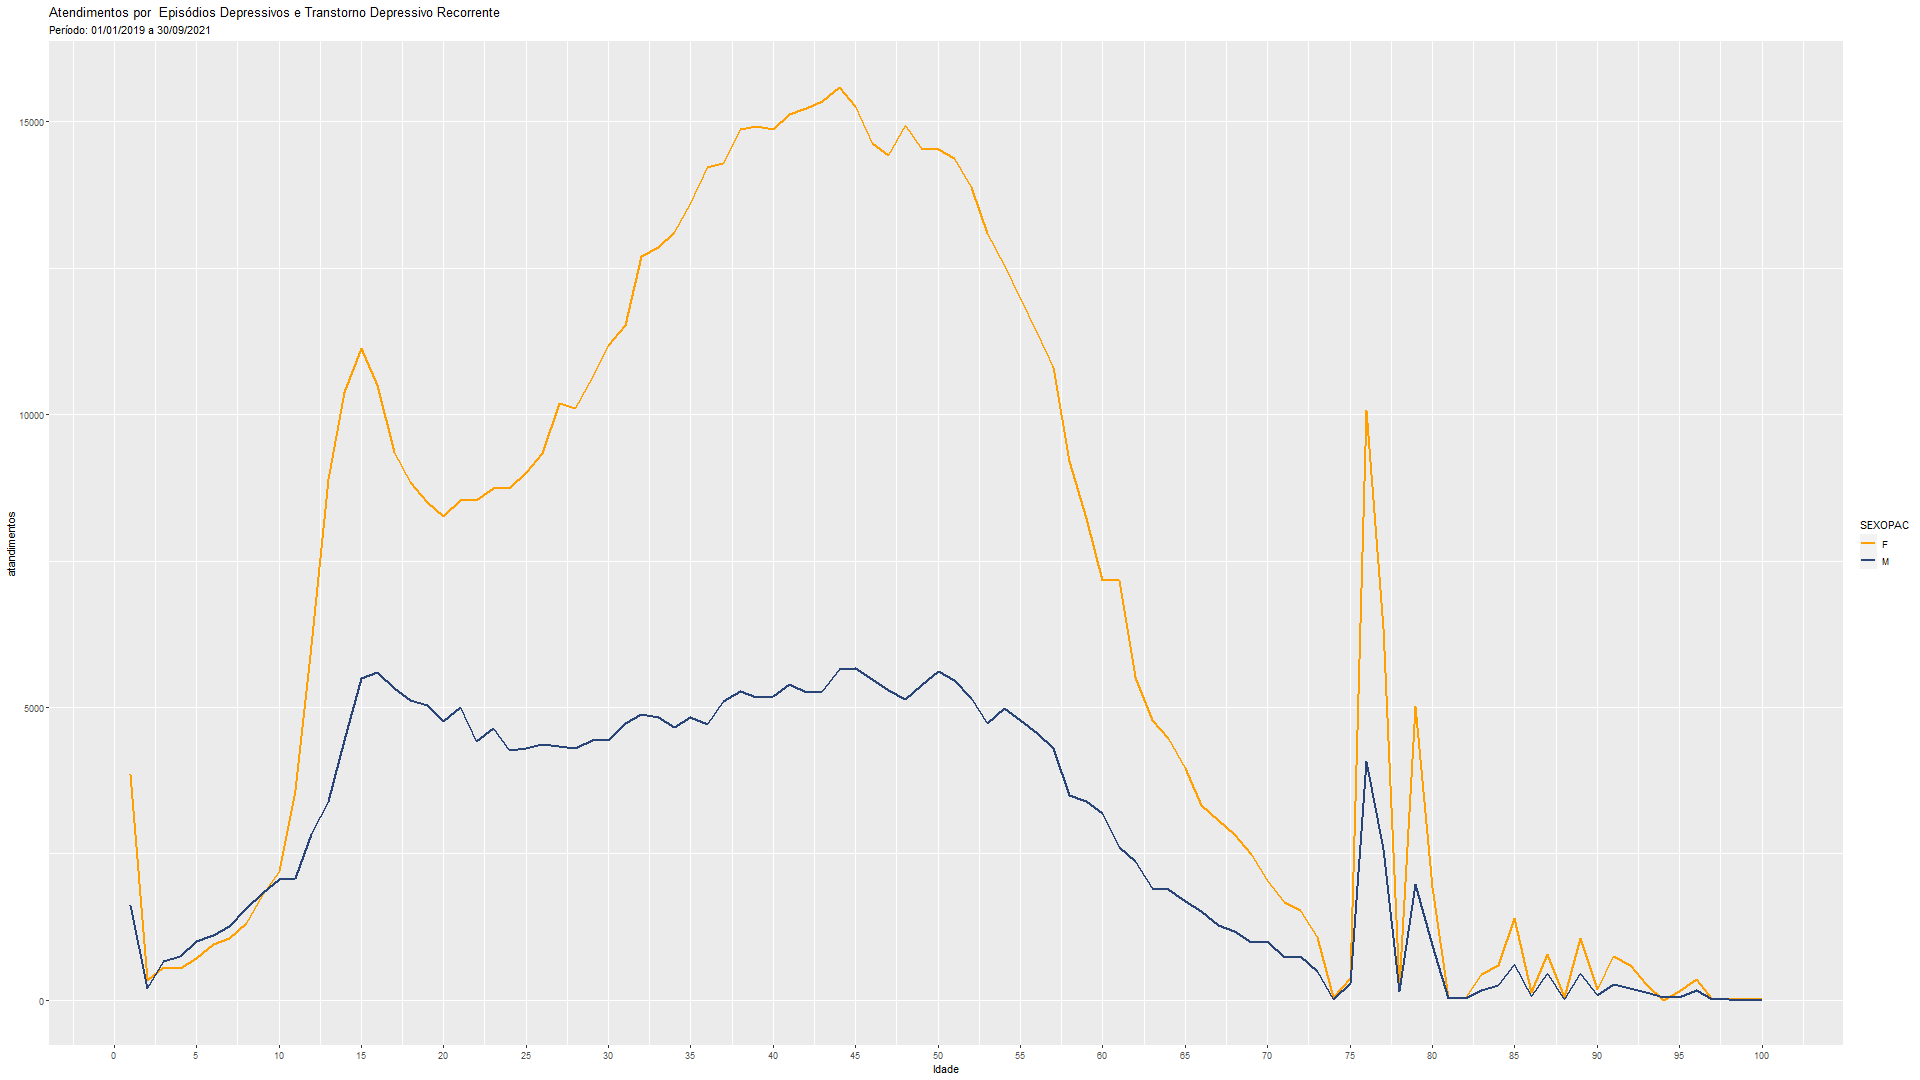 Atendimentos por  Episódios Depressivos e Transtorno Depressivo Recorrente
Período: 01/01/2019 a 30/09/2021
15000
10000
5000
0
atandimentos
0 5 10 15 20 25 30 35 40 45 50 55 60 65 70 75 80 85 90 95 100
Idade
SEXOPAC
F
M